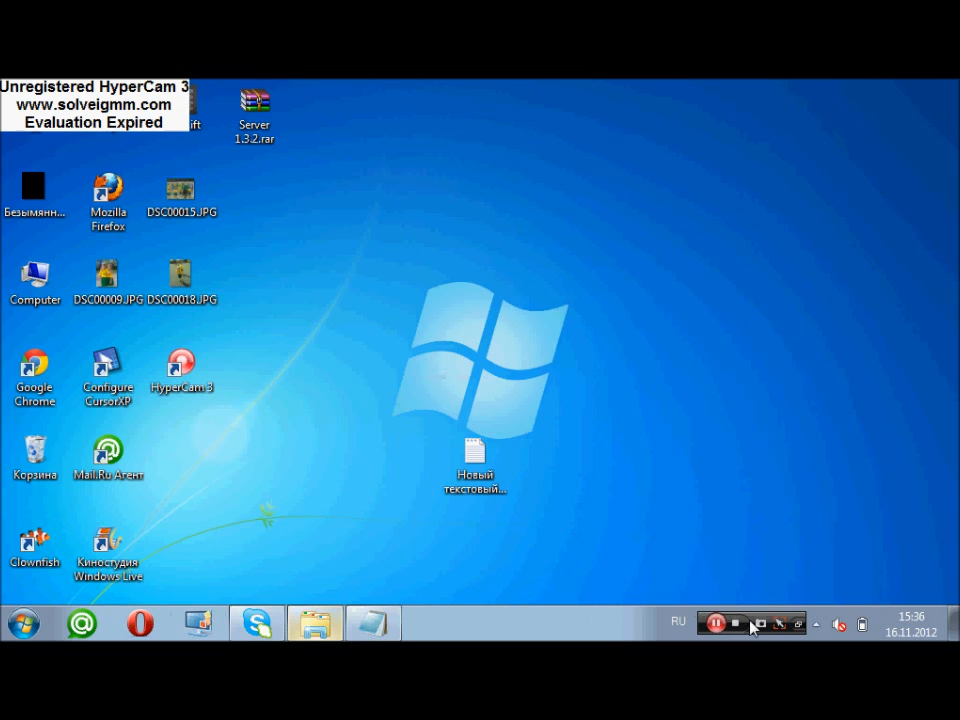 Unregistered HyperCam 3
www.solveigmm.com
Evaluation Expired
ift
Server
1.3.2.rar
Безымянн...
Mozilla
Firefox
DSC00015.JPG
Computer
DSC00009.JPG
DSC00018.JPG
Google
Chrome
Configure
CursorXP
HyperCam 3
Корзина
Mail.Ru Агент
Новый
текстовый...
Clownfish
Киностудия
Windows Live
RU
15:36
16.11.2012